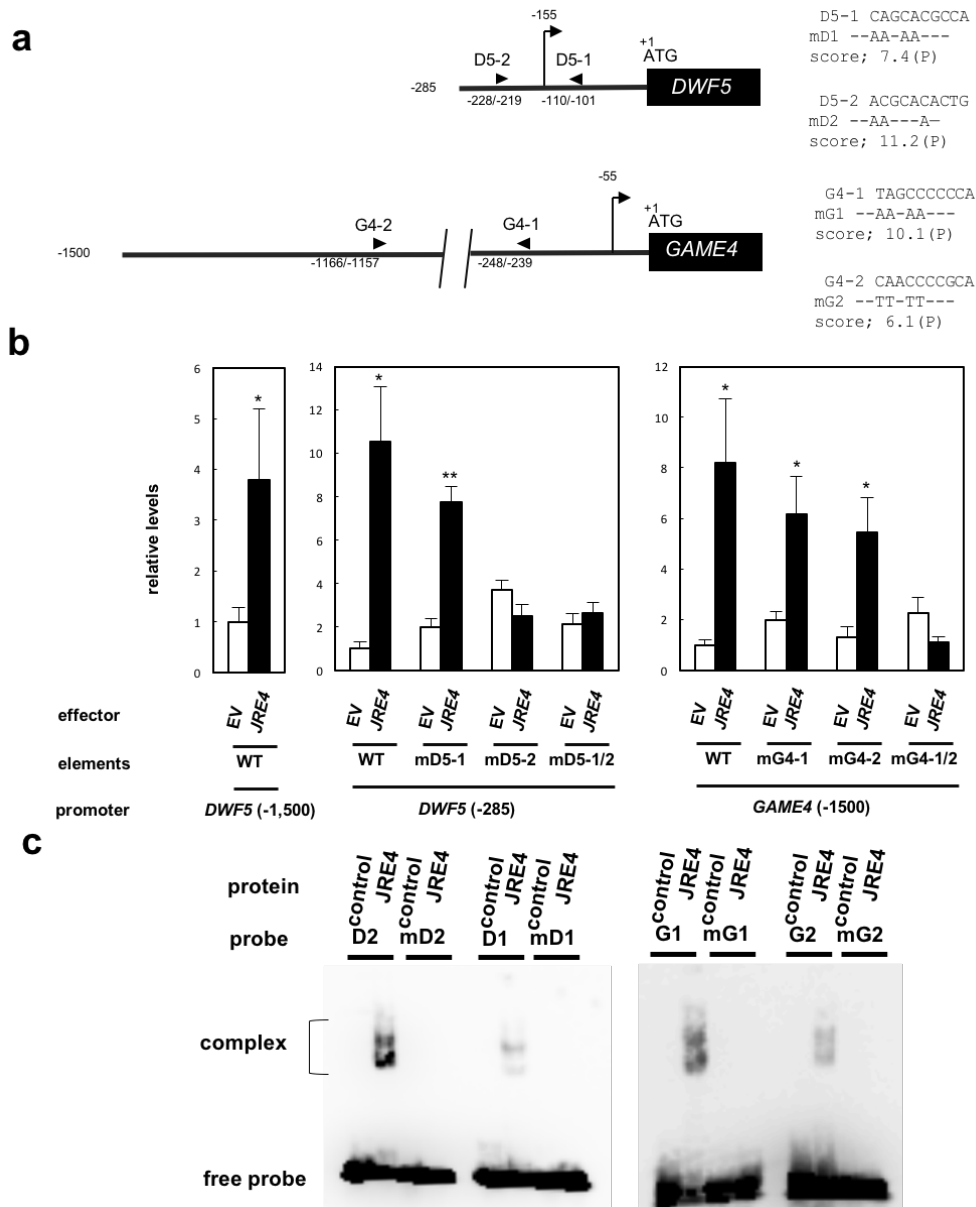 a
-155
+1
D5-2 D5-1 ATG
-285 DWF5
-228/-219 -110/-101
D5-1 CAGCACGCCA
mD1 --AA-AA---
score; 7.4(P)
D5-2 ACGCACACTG
mD2 --AA---A—
score; 11.2(P)
-55
+1
G4-2 G4-1 ATG
-1500 GAME4
-1166/-1157 -248/-239
G4-1 TAGCCCCCCA
mG1 --AA-AA---
score; 10.1(P)
G4-2 CAACCCCGCA
mG2 --TT-TT---
score; 6.1(P)
b
relative levels
6
5
4
3
2
1
0
*
14
12
10
8
6
4
2
0
*
**
12
10
8
6
4
2
0
*
*
*
effector EV JRE4 EV JRE4 EV JRE4 EV JRE4 EV JRE4 EV JRE4 EV JRE4 EV JRE4 EV JRE4
elements WT WT mD5-1 mD5-2 mD5-1/2 WT mG4-1 mG4-2 mG4-1/2
promoter DWF5 (-1,500) DWF5 (-285) GAME4 (-1500)
c
protein control JRE4 control JRE4 control JRE4 control JRE4 control JRE4 control JRE4 control JRE4 control JRE4
probe D2 mD2 D1 mD1 G1 mG1 G2 mG2
complex
free probe